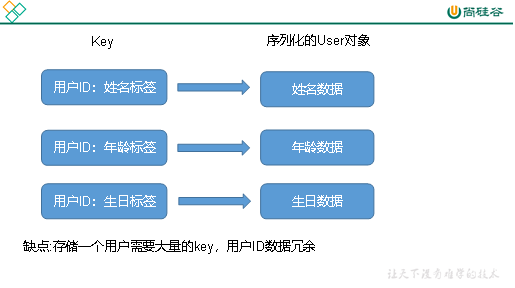 尚硅谷
Key
序列化的User对象
用户ID：姓名标签
姓名数据
用户ID：年龄标签
年龄数据
用户ID：生日标签
生日数据
缺点:存储一个用户需要大量的key，用户ID数据冗余
让天下没有难学的技术